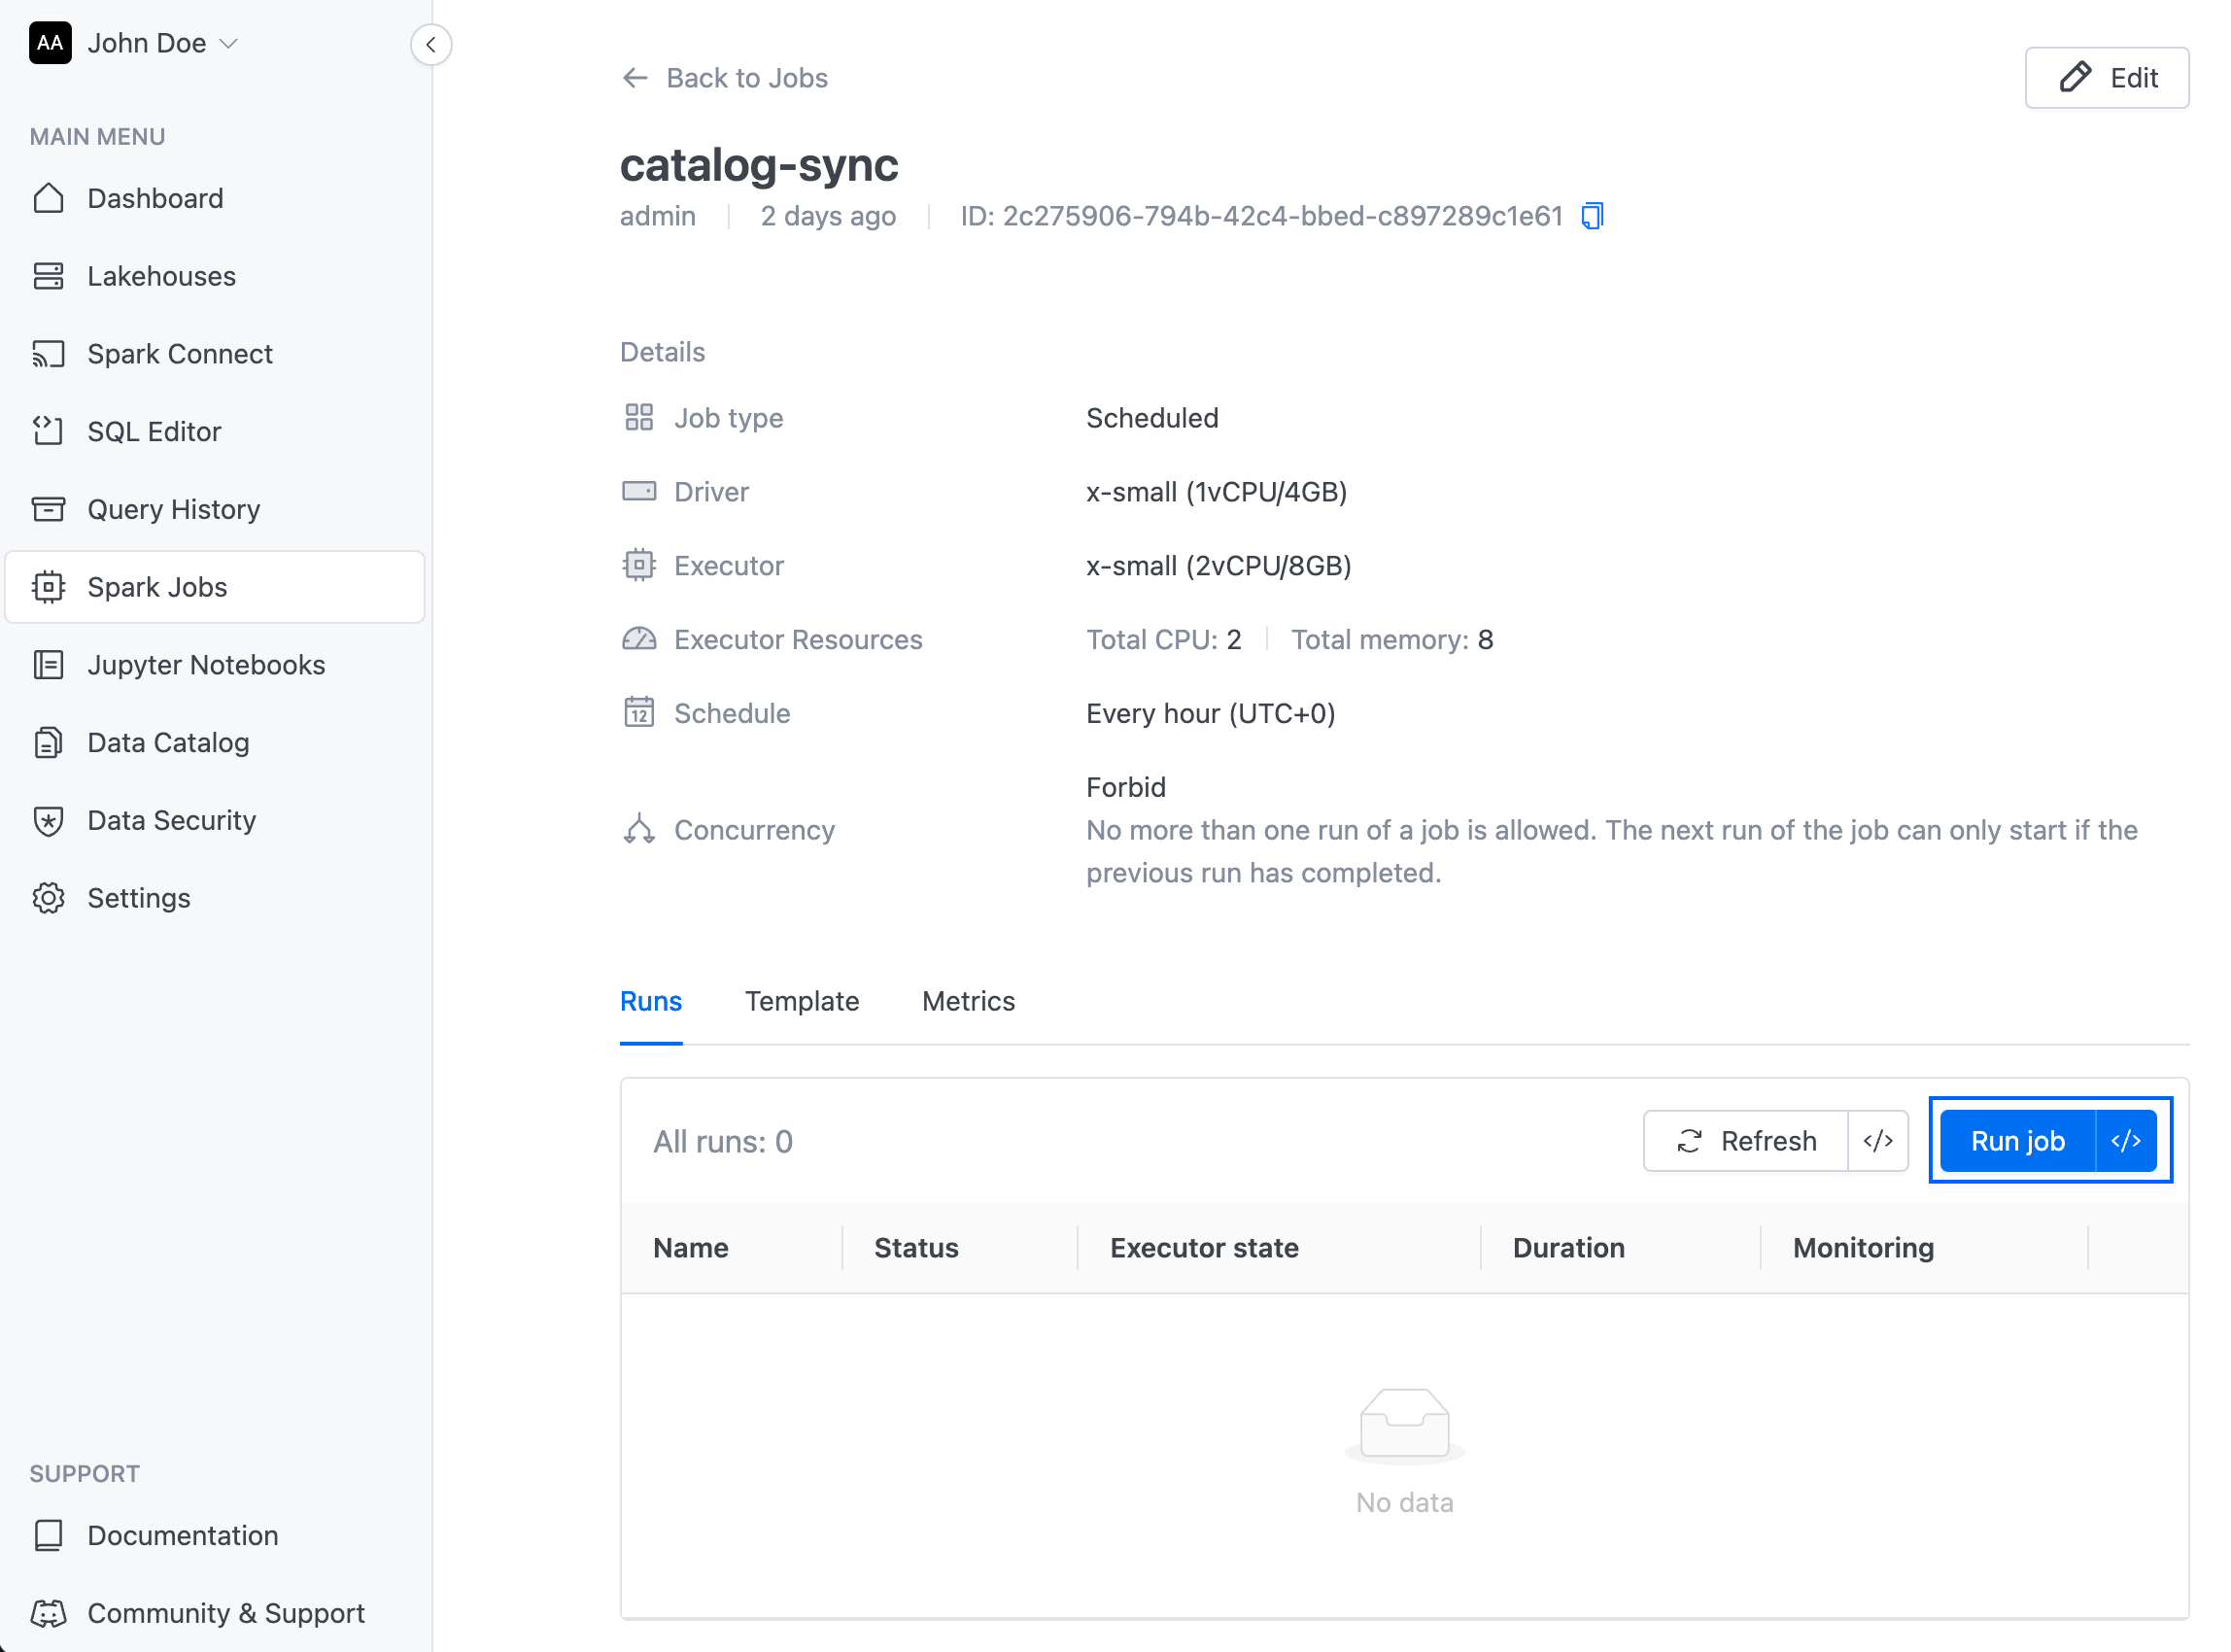 AA John Doe
MAIN MENU
Dashboard
Lakehouses
Spark Connect
SQL Editor
Query History
Spark Jobs
Jupyter Notebooks
Data Catalog
Data Security
Settings
SUPPORT
Documentation
Community & Support
Back to Jobs
Edit
catalog-sync
admin 2 days ago ID: 2c275906-794b-42c4-bbed-c897289c1e61
Details
Job type Scheduled
Driver x-small (1vCPU/4GB)
Executor x-small (2vCPU/8GB)
Executor Resources Total CPU: 2 Total memory: 8
12 Schedule Every hour (UTC+0)
Forbid
Concurrency No more than one run of a job is allowed. The next run of the job can only start if the
previous run has completed.
Runs Template Metrics
All runs: 0 Refresh </> Run job </>
Name Status Executor state Duration Monitoring
No data